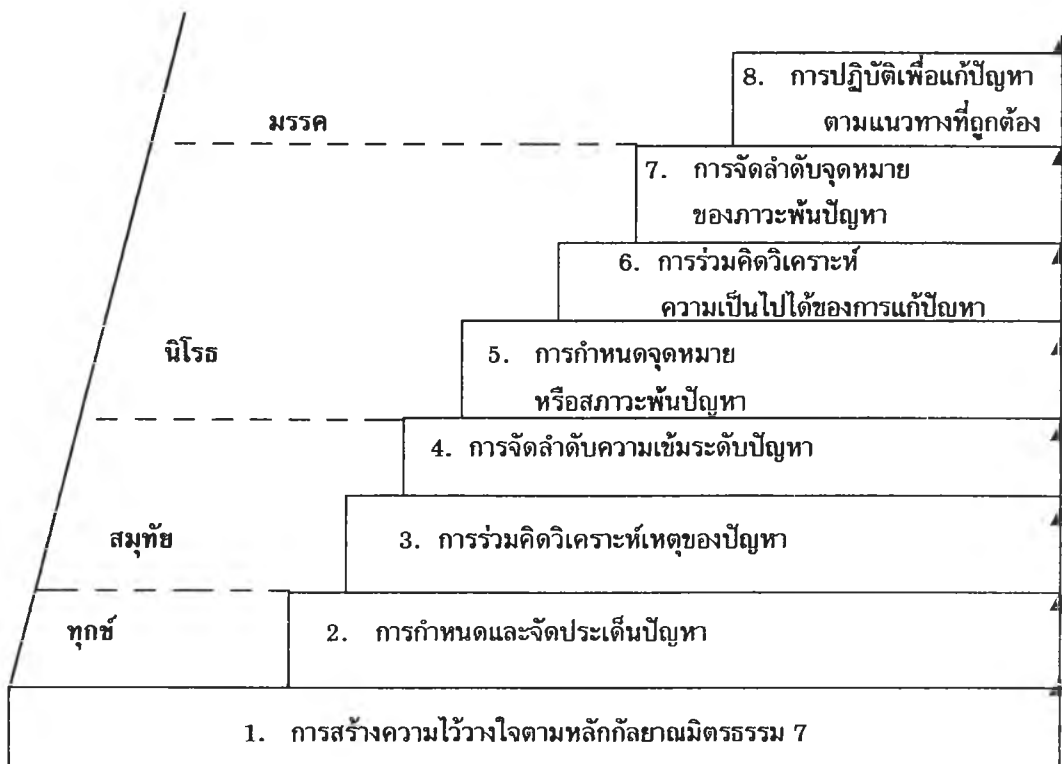 8. การปฏิบัติเพื่อแก้ปัญหา
ตามแนวทางที่ถูกต้อง
มรรค
7. การจัดลำดับจุดหมาย
ของภาวะพ้นปัญหา
6. การร่วมคิดวิเคราะห์
ความเป็นไปได้ของการแก้ปัญหา
นิโรธ
5. การกำหนดจุดหมาย
หรือสภาวะพ้นปัญหา
4. การจัดลำดับความเข้มระดับปัญหา
สมุทัย
3. การร่วมคิดวิเคราะห์เหตุของปัญหา
ทุกข์
2. การกำหนดและจัดประเด็นปัญหา
1. การสร้างความไว้วางใจตามหลักกัลยาณมิตรธรรม 7